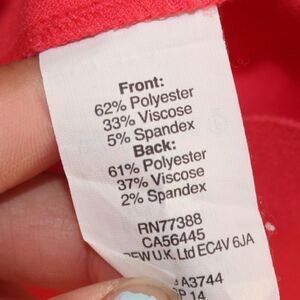 Front:
62% Polyester
33% Viscose
5% Spandex
Back:
61% Polyester
37% Viscose
2% Spandex
RN77388
CA56445
U.K. Ltd EC4V 6JA
A3744
14